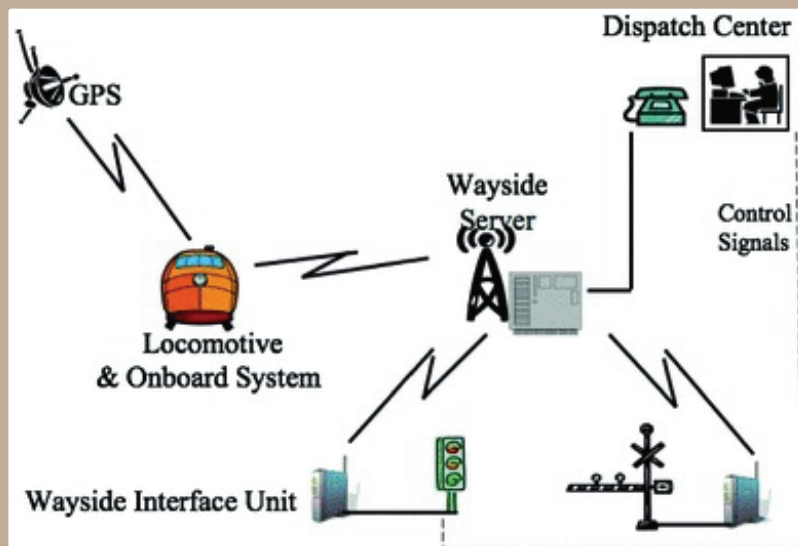 Dispatch Center
GPS
Wayside
Server
Control
Signals
Locomotive
& Onboard System
Wayside Interface Unit